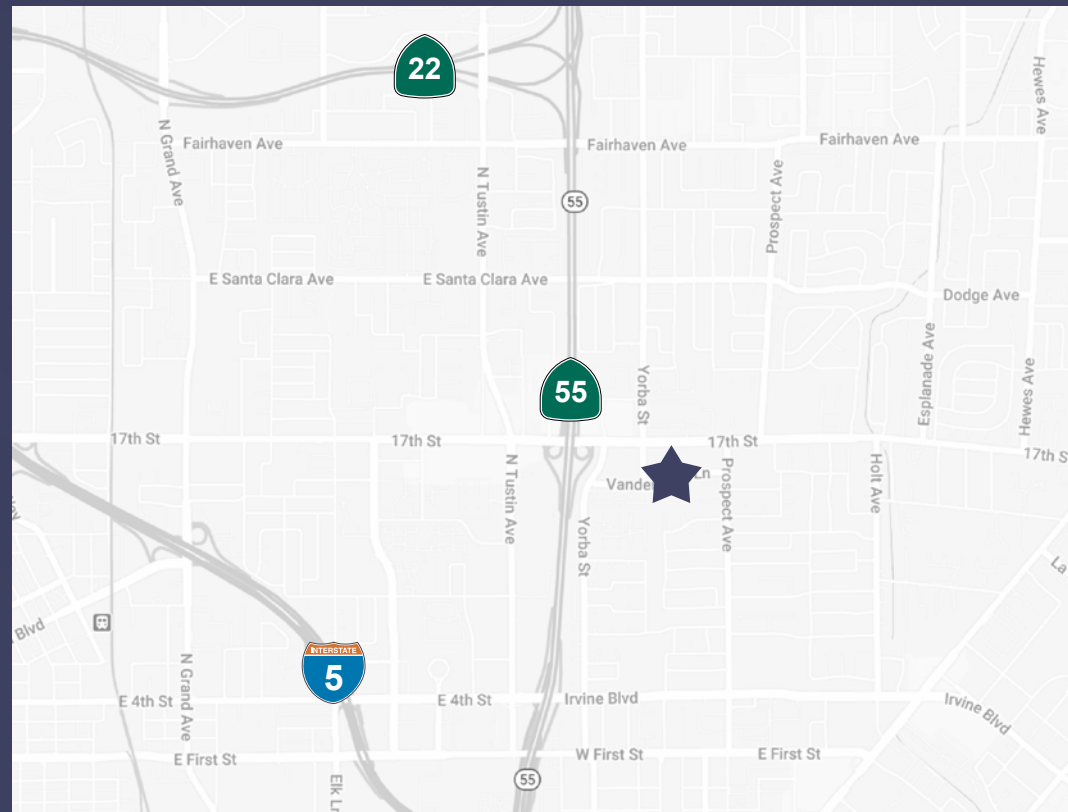 22
Hewes Ave
N Grand Ave
Fairhaven Ave
Fairhaven Ave
Fairhaven Ave
N Tustin Ave
Prospect Ave
55
E Santa Clara Ave
E Santa Clara Ave
Dodge Ave
Esplanade Ave
55
Yorba St
Hewes Ave
17th St
17th St
17th St
17th S
Ln
N Tustin Ave
Prospect Ave
Holt Ave
Yorba St
La
Blvd
INTERSTATE
5
N Grand Ave
E 4th St
E 4th St
Irvine Blvd
Irvine Blvd
E First St
W First St
E First St
55
Elk Ln